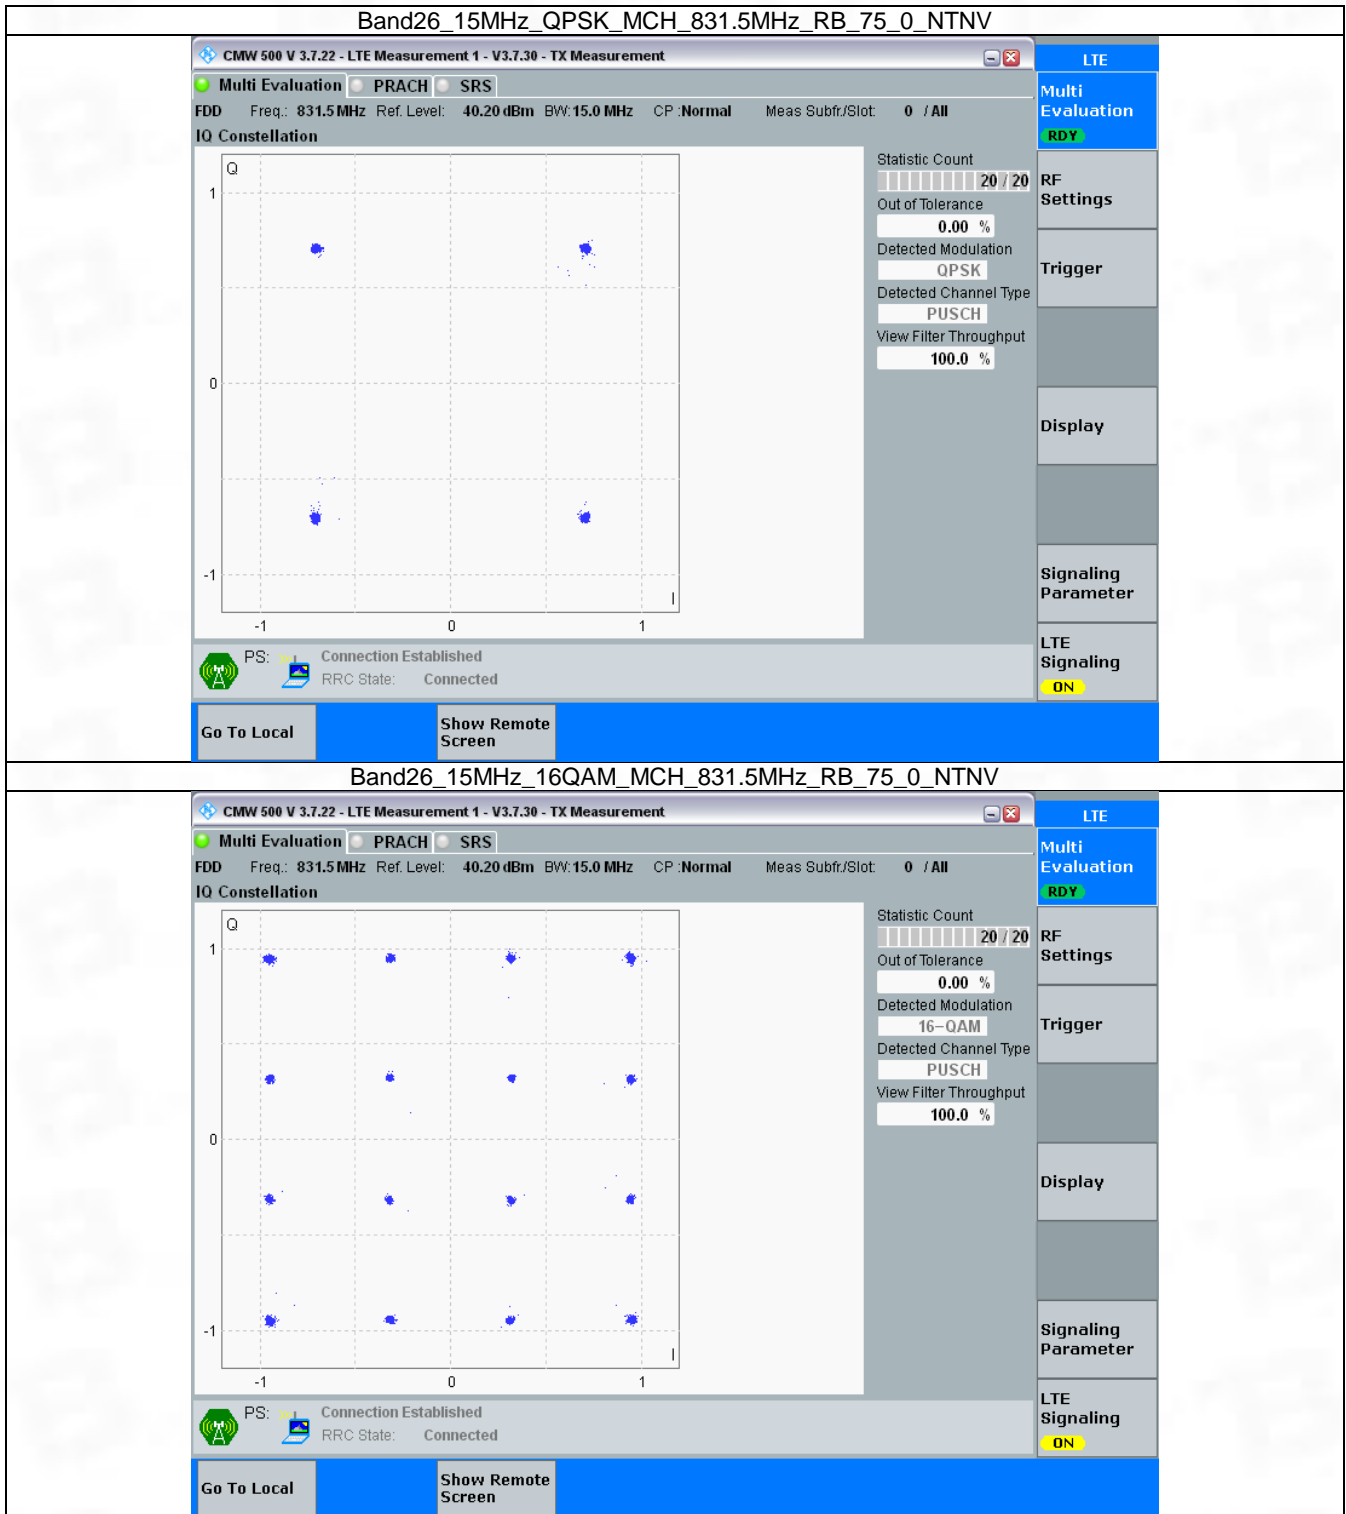 Band26_15MHz_QPSK_MCH_831.5MHz_RB_75_0_NTNV
CMW 500 V 3.7.22 - LTE Measurement 1 - V3.7.30 - TX Measurement
LTE
Multi Evaluation PRACH SRS
Multi
Evaluation
RDY
FDD Freq.: 831.5 MHz Ref. Level: 40.20 dBm BW: 15.0 MHz CP : Normal Meas Subfr./Slot: 0 / All
IQ Constellation
Q
1
0
-1
I
-1 0 1
Statistic Count
20 / 20
Out of Tolerance
0.00 %
Detected Modulation
QPSK
Detected Channel Type
PUSCH
View Filter Throughput
100.0 %
RF
Settings
Trigger
Display
Signaling
Parameter
LTE
Signaling
ON
PS: Connection Established
RRC State: Connected
Go To Local
Show Remote
Screen
Band26_15MHz_16QAM_MCH_831.5MHz_RB_75_0_NTNV
CMW 500 V 3.7.22 - LTE Measurement 1 - V3.7.30 - TX Measurement
LTE
Multi Evaluation PRACH SRS
Multi
Evaluation
RDY
FDD Freq.: 831.5 MHz Ref. Level: 40.20 dBm BW: 15.0 MHz CP : Normal Meas Subfr./Slot: 0 / All
IQ Constellation
Q
1
0
-1
I
-1 0 1
Statistic Count
20 / 20
Out of Tolerance
0.00 %
Detected Modulation
16-QAM
Detected Channel Type
PUSCH
View Filter Throughput
100.0 %
RF
Settings
Trigger
Display
Signaling
Parameter
LTE
Signaling
ON
PS: Connection Established
RRC State: Connected
Go To Local
Show Remote
Screen